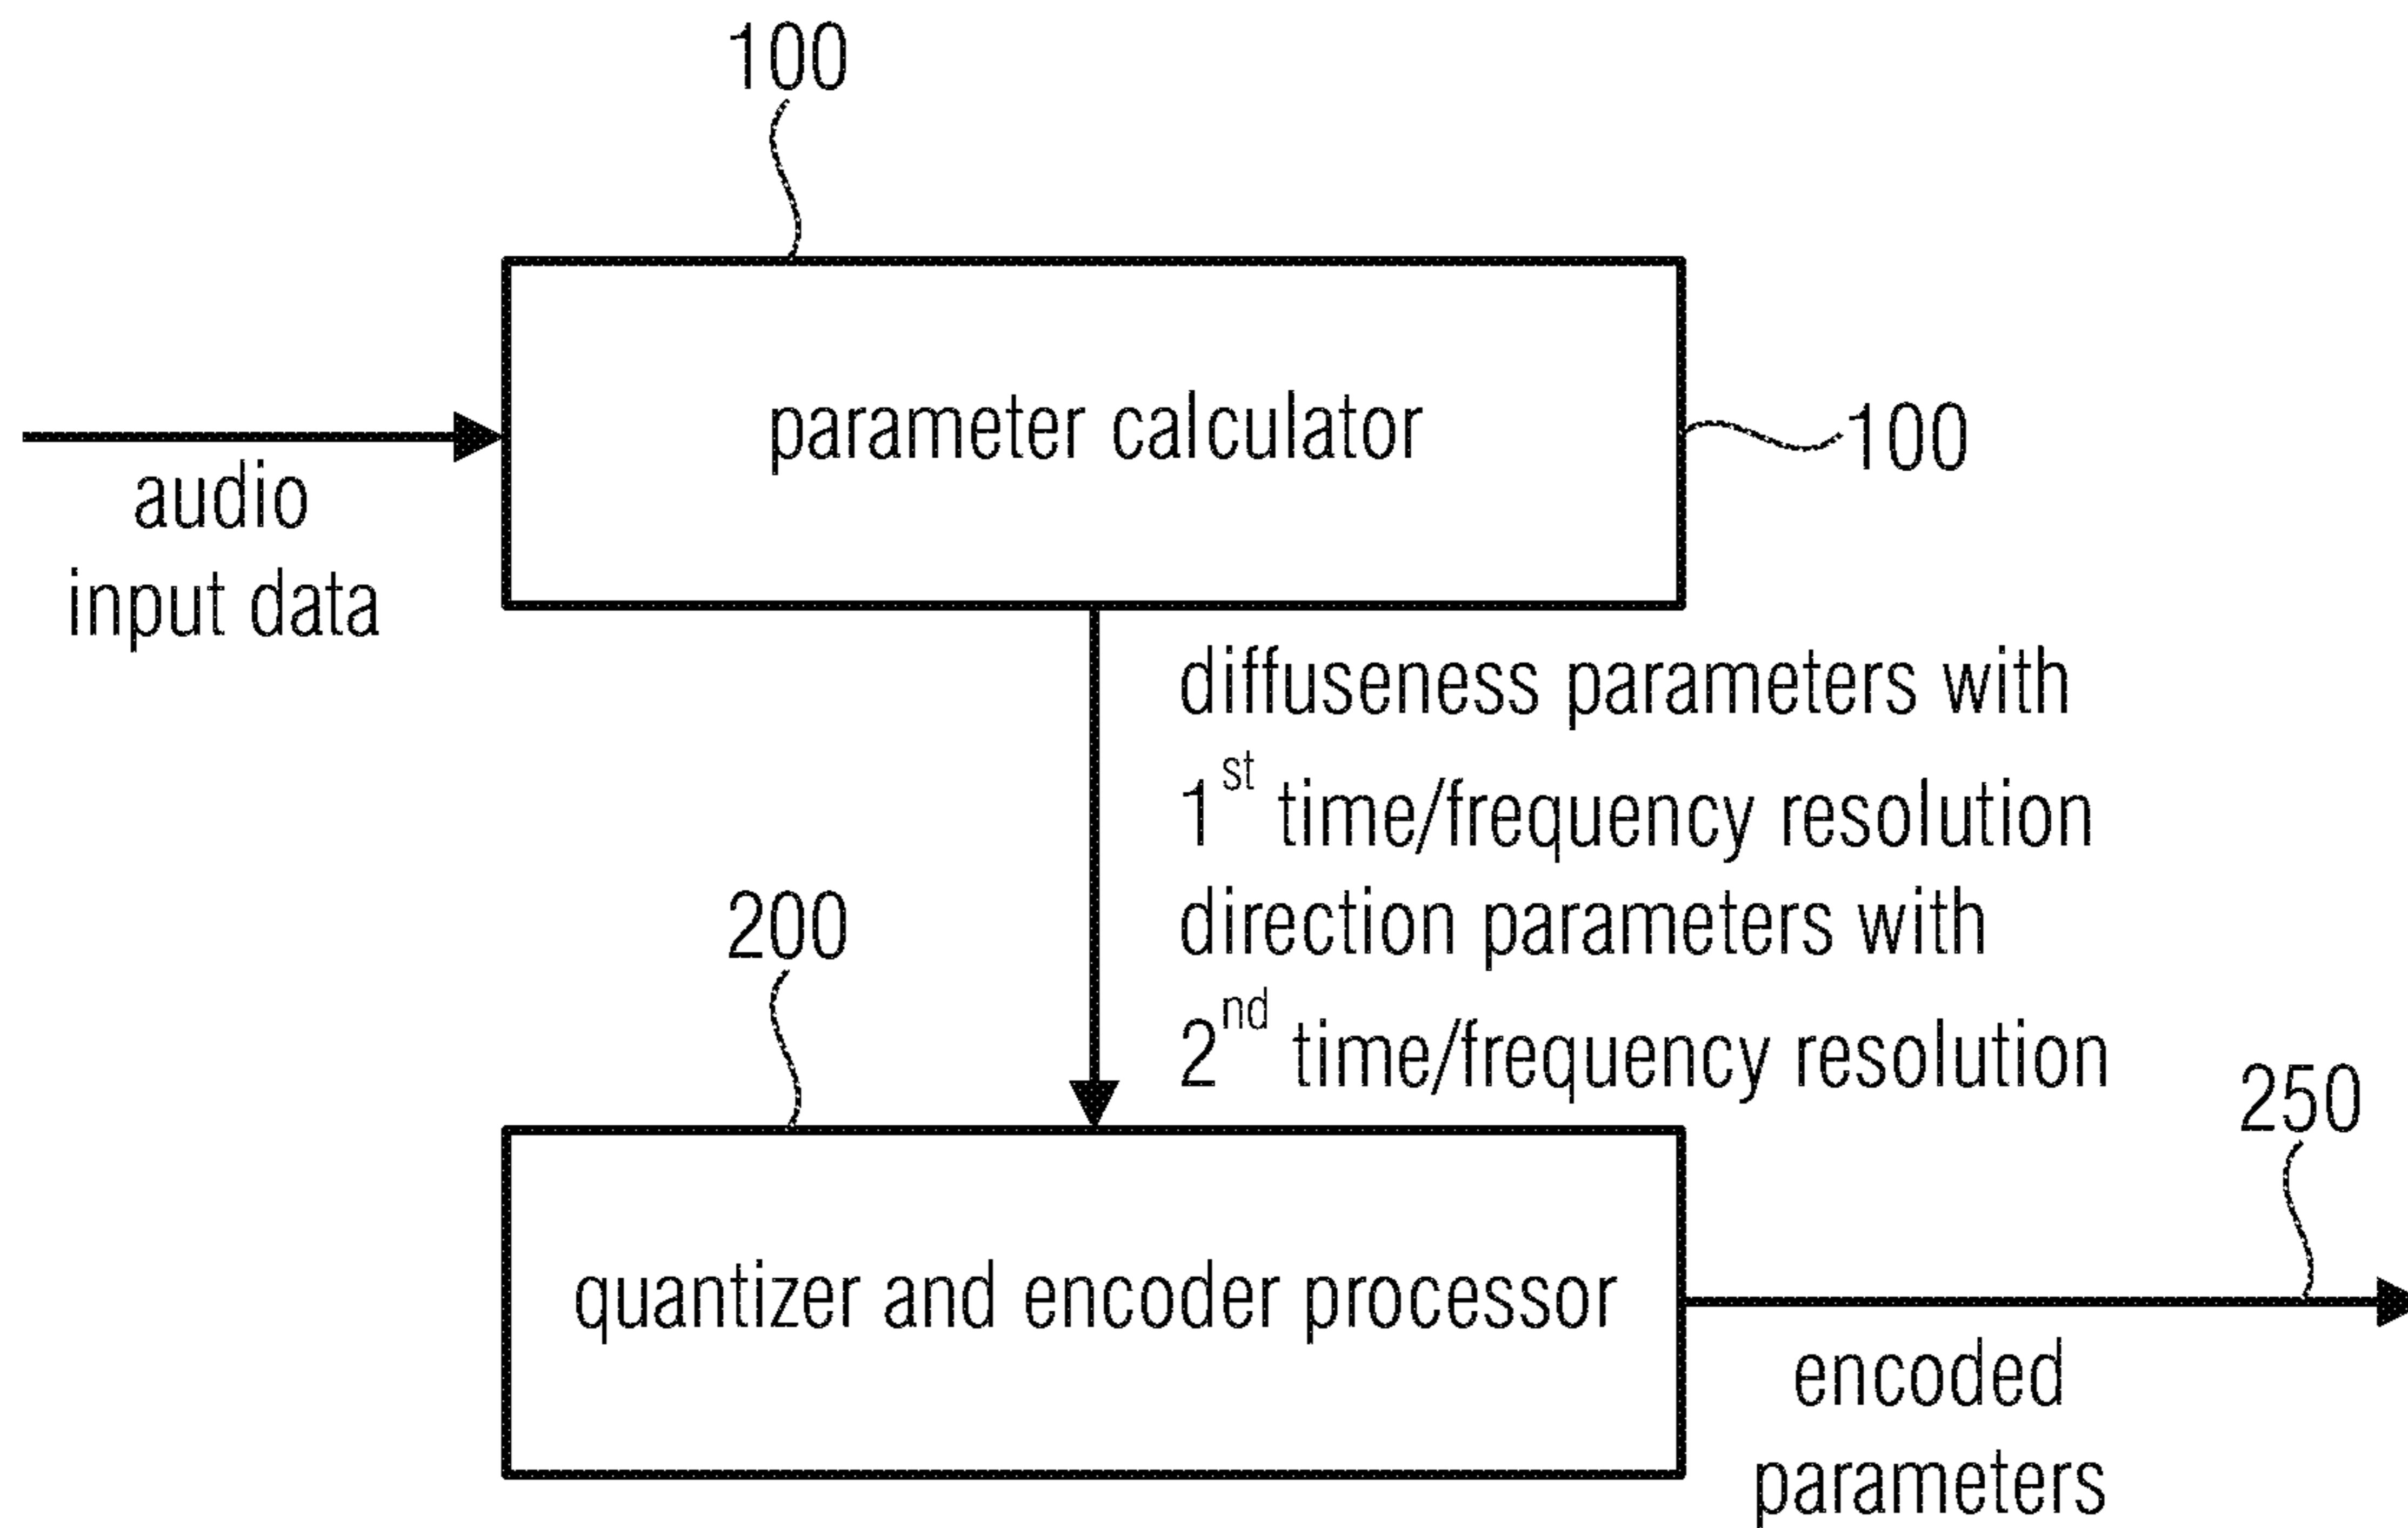 100
parameter calculator
100
audio
input data
diffuseness parameters with
1st time/frequency resolution
direction parameters with
2nd time/frequency resolution
200
250
quantizer and encoder processor
encoded
parameters